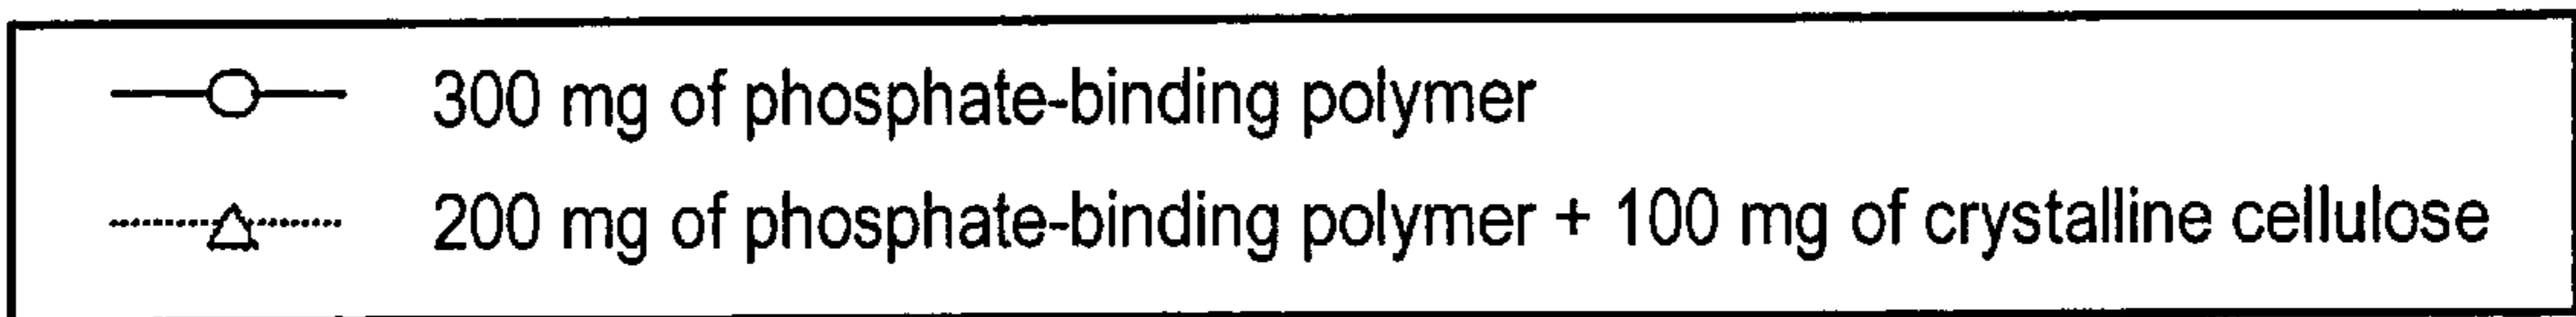 300 mg of phosphate-binding polymer
200 mg of phosphate-binding polymer + 100 mg of crystalline cellulose